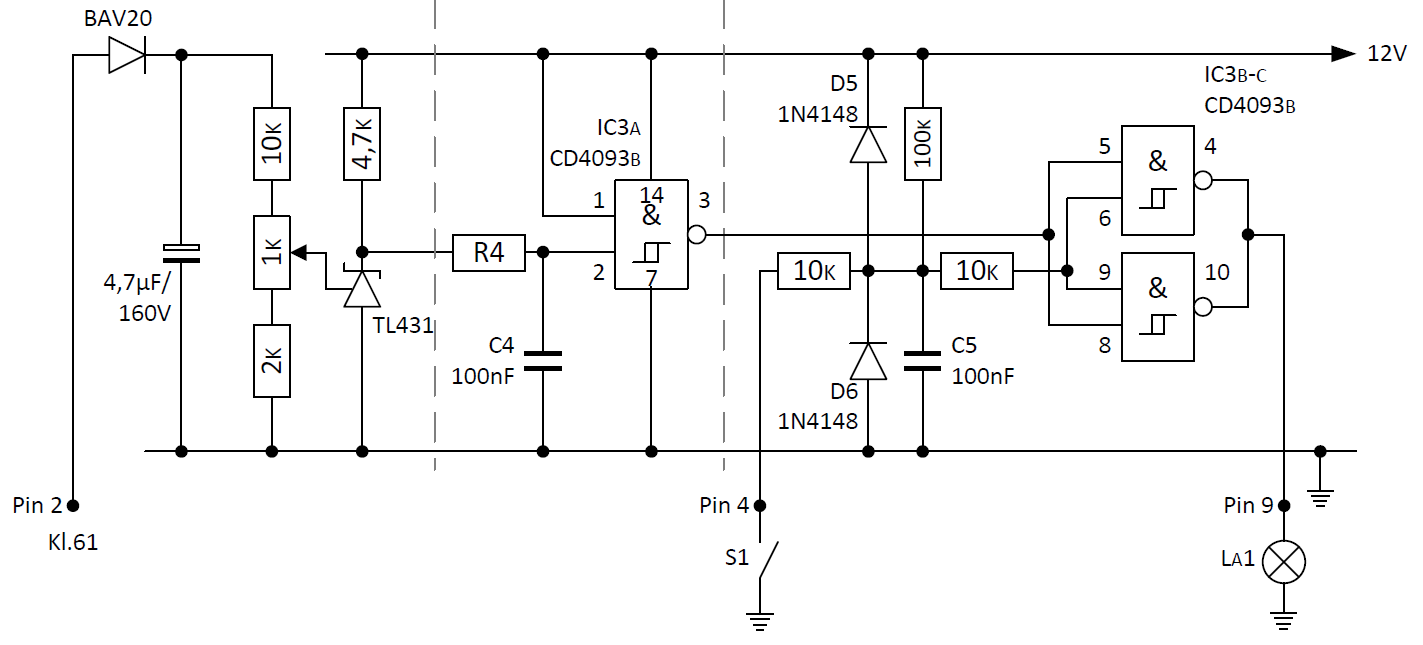 BAV20
12V
D5
1N4148
IC3B-C
CD4093B
IC3A
CD4093B
10K
4,7K
100K
5
&
4
6
1
14
&
3
1K
R4
2
7
10K
10K
9
&
10
8
4,7µF/
160V
TL431
2K
C4
100nF
C5
100nF
D6
1N4148
Pin 2
Kl.61
Pin 4
S1
Pin 9
LA1